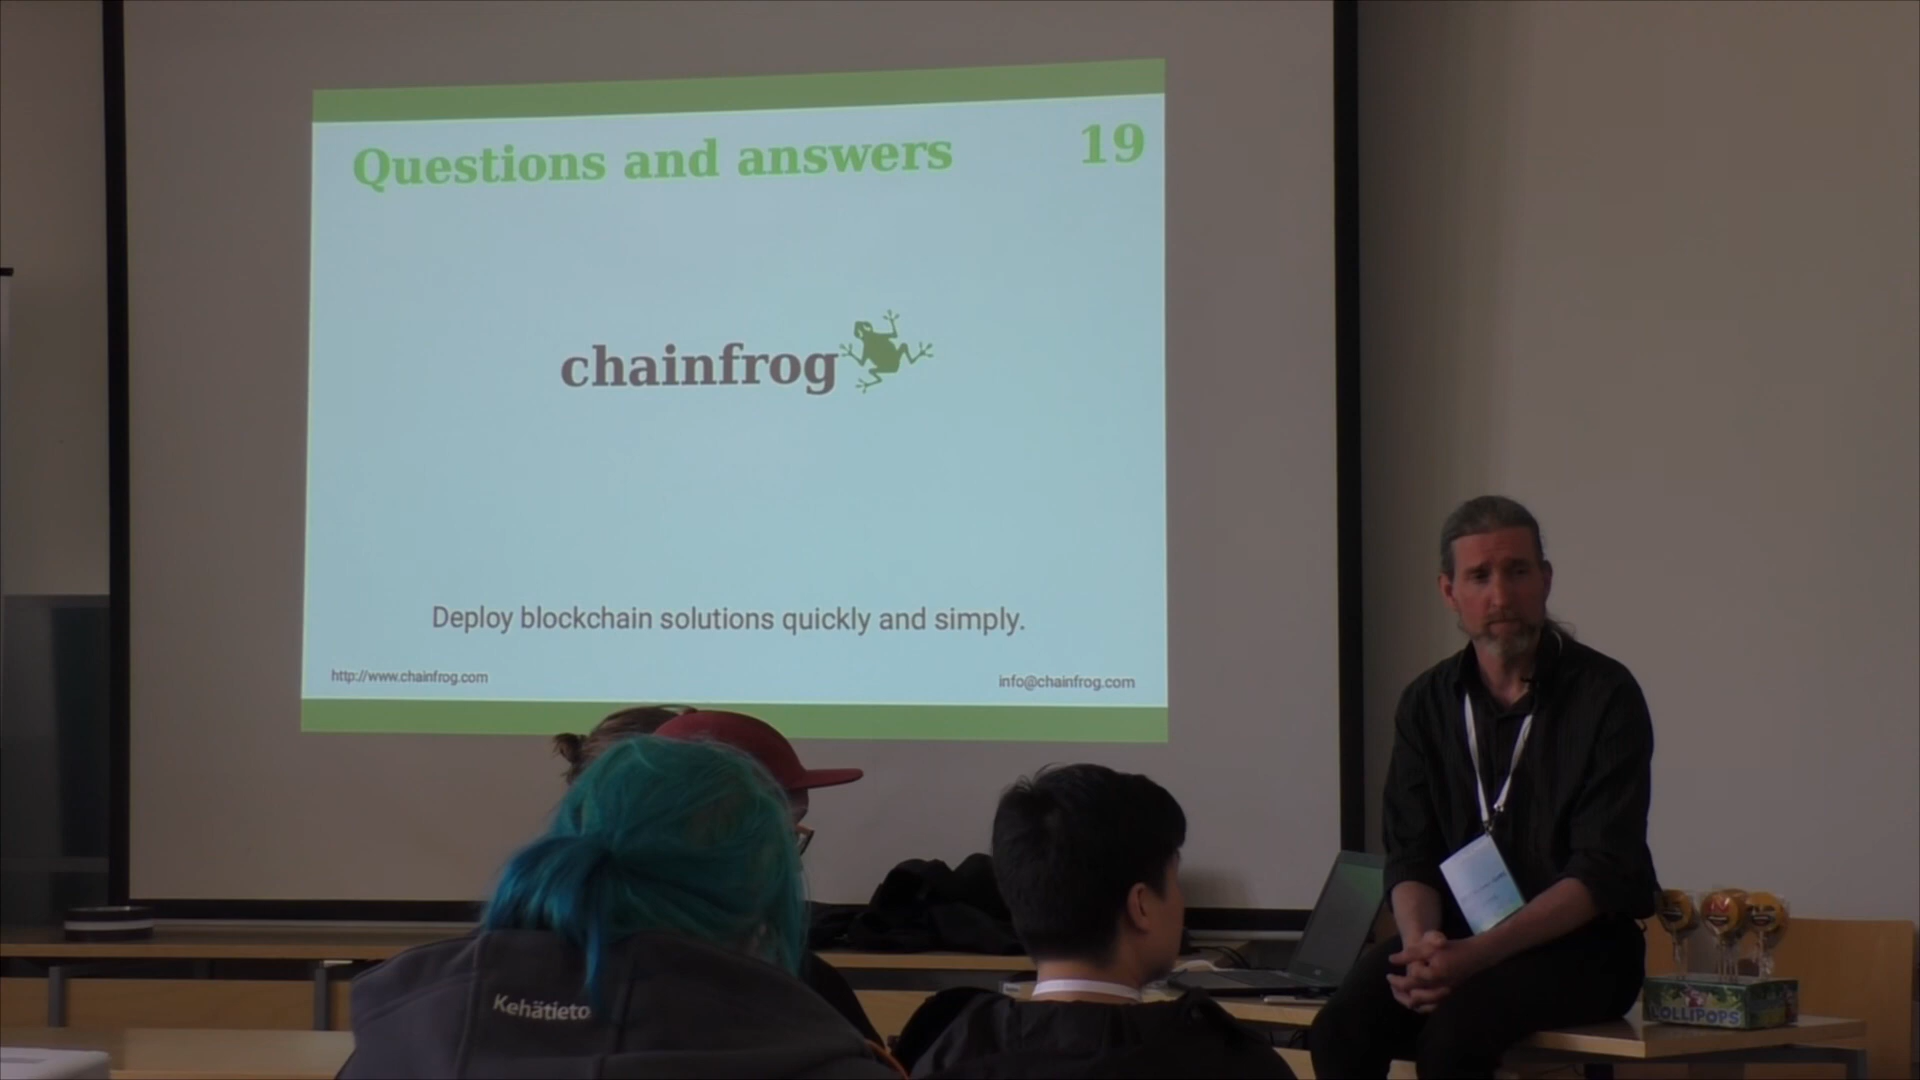 Questions and answers
19
chainfrog
Deploy blockchain solutions quickly and simply.
http://www.chainfrog.com
info@chainfrog.com
Kehätieto
LOLLIPOPS